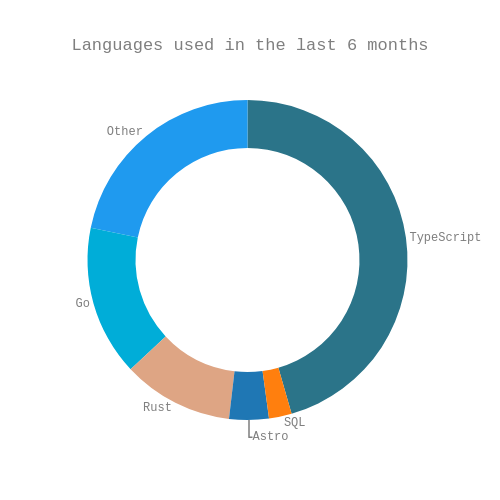 Languages used in the last 6 months
Other
TypeScript
Go
Rust
SQL
Astro